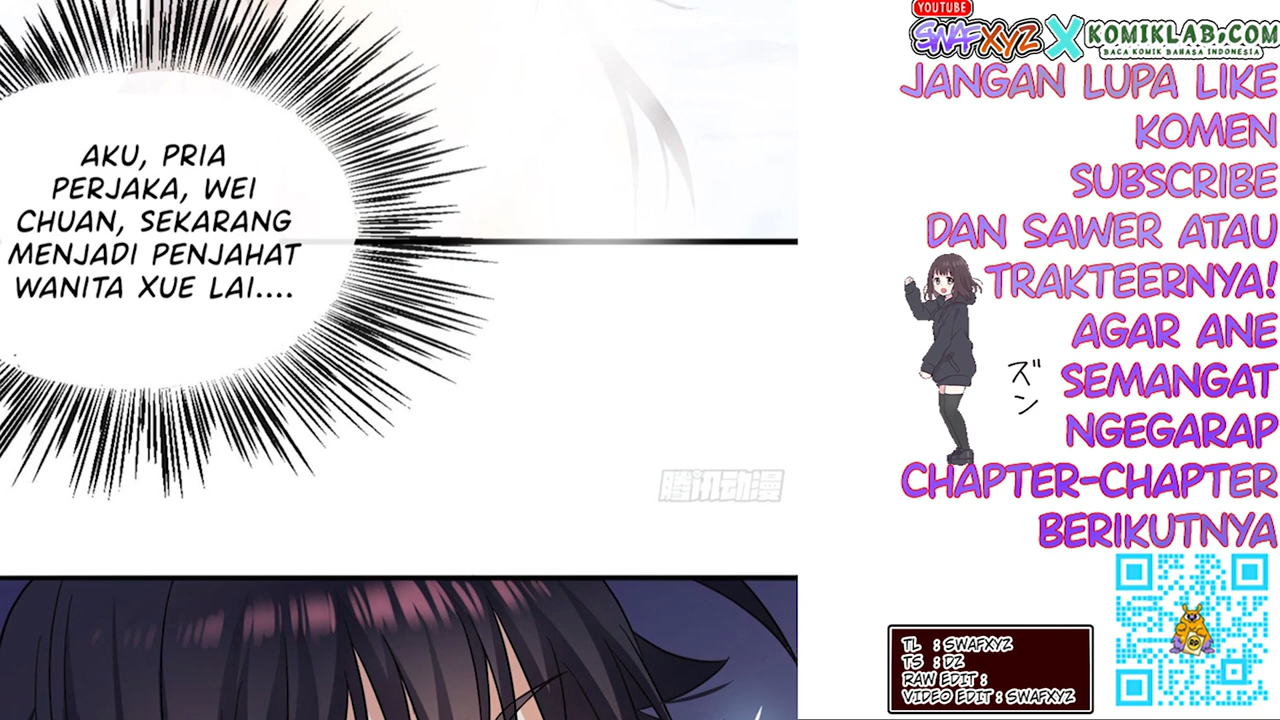 AKU, PRIA
PERJAKA, WEI
CHUAN, SEKARANG
MENJADI PENJAHAT
WANITA XUE LAI....
腾讯动漫
YOUTUBE
SWAFXYZ X KOMIKLAB.COM
BACA KOMIK BAHASA INDONESIA
JANGAN LUPA LIKE
KOMEN
SUBSCRIBE
DAN SAWER ATAU
TRAKTEERNYA!
AGAR ANE
SEMANGAT
NGEGARAP
CHAPTER-CHAPTER
BERIKUTNYA
ズン
TL : SWAFXYZ
TS : DZ
RAW EDIT :
VIDEO EDIT : SWAFXYZ